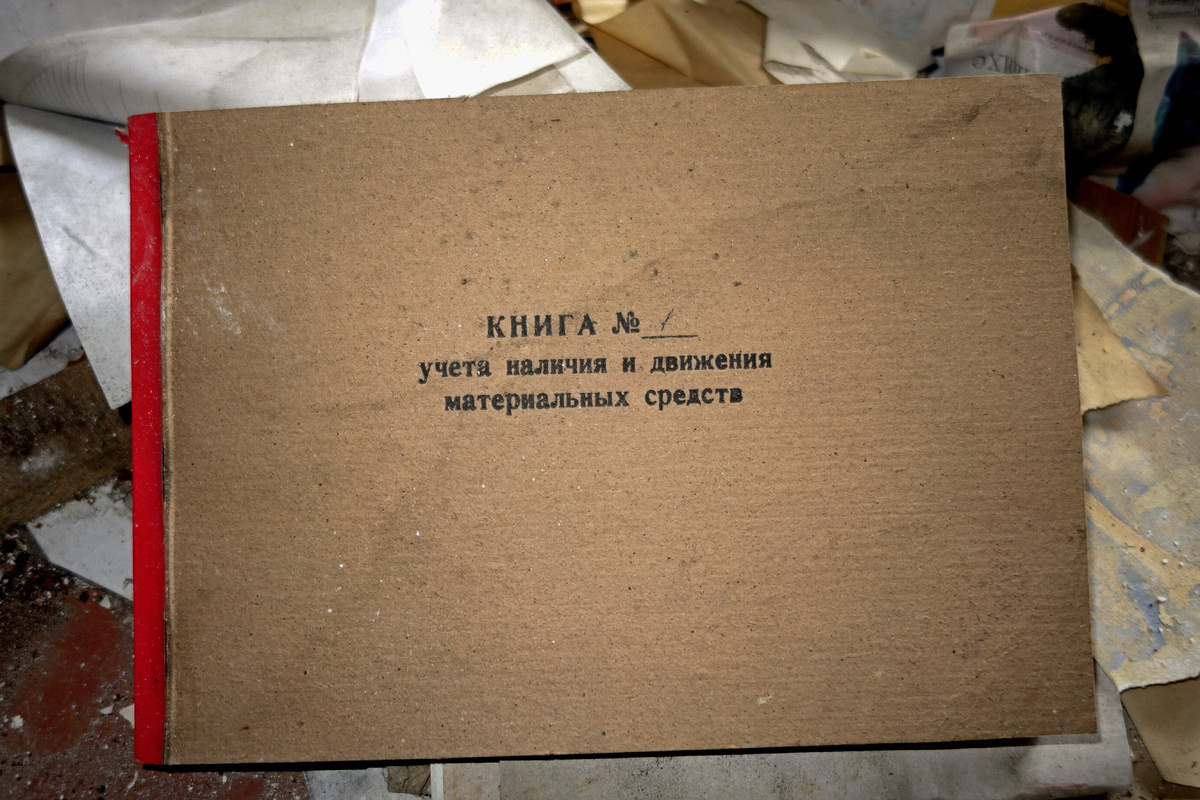 КНИГА № 1
учета наличия и движения
материальных средств